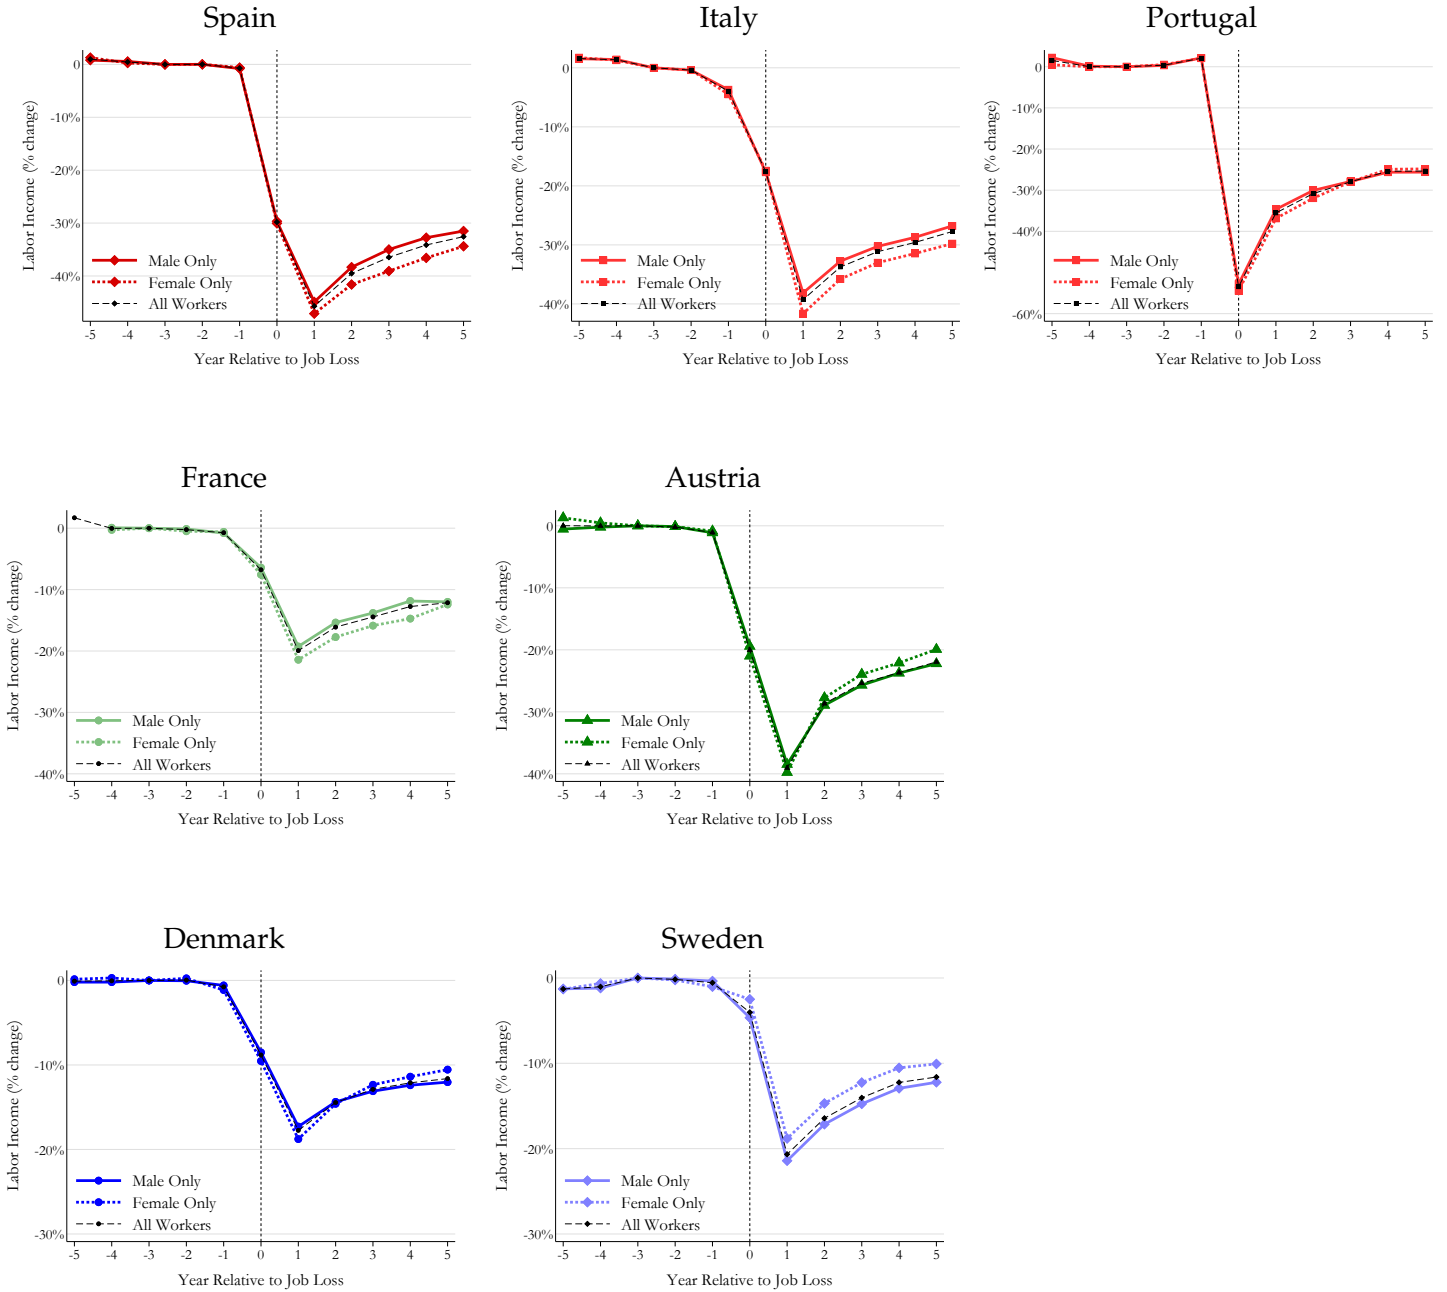 Spain
Labor Income (% change)
0
-10%
-20%
-30%
-40%
Male Only
Female Only
All Workers
-5 -4 -3 -2 -1 0 1 2 3 4 5
Year Relative to Job Loss
Italy
Labor Income (% change)
0
-10%
-20%
-30%
-40%
Male Only
Female Only
All Workers
-5 -4 -3 -2 -1 0 1 2 3 4 5
Year Relative to Job Loss
Portugal
Labor Income (% change)
0
-10%
-20%
-30%
-40%
-60%
Male Only
Female Only
All Workers
-5 -4 -3 -2 -1 0 1 2 3 4 5
Year Relative to Job Loss
France
Labor Income (% change)
0
-10%
-20%
-30%
-40%
Male Only
Female Only
All Workers
-5 -4 -3 -2 -1 0 1 2 3 4 5
Year Relative to Job Loss
Austria
Labor Income (% change)
0
-10%
-20%
-30%
-40%
Male Only
Female Only
All Workers
-5 -4 -3 -2 -1 0 1 2 3 4 5
Year Relative to Job Loss
Denmark
Labor Income (% change)
0
-10%
-20%
-30%
Male Only
Female Only
All Workers
-5 -4 -3 -2 -1 0 1 2 3 4 5
Year Relative to Job Loss
Sweden
Labor Income (% change)
0
-10%
-20%
-30%
Male Only
Female Only
All Workers
-5 -4 -3 -2 -1 0 1 2 3 4 5
Year Relative to Job Loss